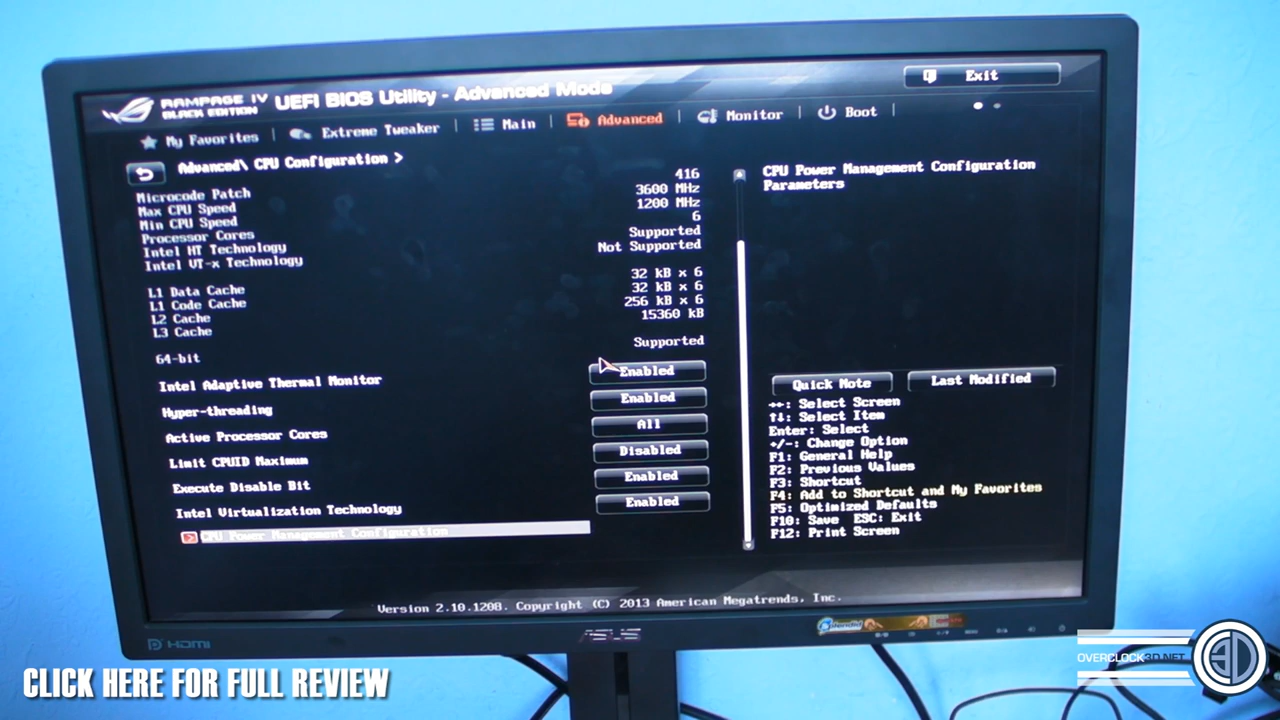 RAMPAGE IV
BLACK EDITION
UEFI BIOS Utility - Advanced Mode
Exit
My Favorites
Extreme Tweaker
Main
Advanced
Monitor
Boot
Advanced\ CPU Configuration >
Microcode Patch 416
Max CPU Speed 3600 MHz
Min CPU Speed 1200 MHz
Processor Cores 6
Intel HT Technology Supported
Intel VT-x Technology Not Supported
L1 Data Cache 32 kB x 6
L1 Code Cache 32 kB x 6
L2 Cache 256 kB x 6
L3 Cache 15360 kB
64-bit Supported
Intel Adaptive Thermal Monitor Enabled
Hyper-threading Enabled
Active Processor Cores All
Limit CPUID Maximum Disabled
Execute Disable Bit Enabled
Intel Virtualization Technology Enabled
> CPU Power Management Configuration
CPU Power Management Configuration
Parameters
Quick Note
Last Modified
→←: Select Screen
↑↓: Select Item
Enter: Select
+/-: Change Option
F1: General Help
F2: Previous Values
F3: Shortcut
F4: Add to Shortcut and My Favorites
F5: Optimized Defaults
F10: Save ESC: Exit
F12: Print Screen
Version 2.10.1208. Copyright (C) 2013 American Megatrends, Inc.
HDMI
ASUS
CLICK HERE FOR FULL REVIEW
OVERCLOCK3D.NET
3D